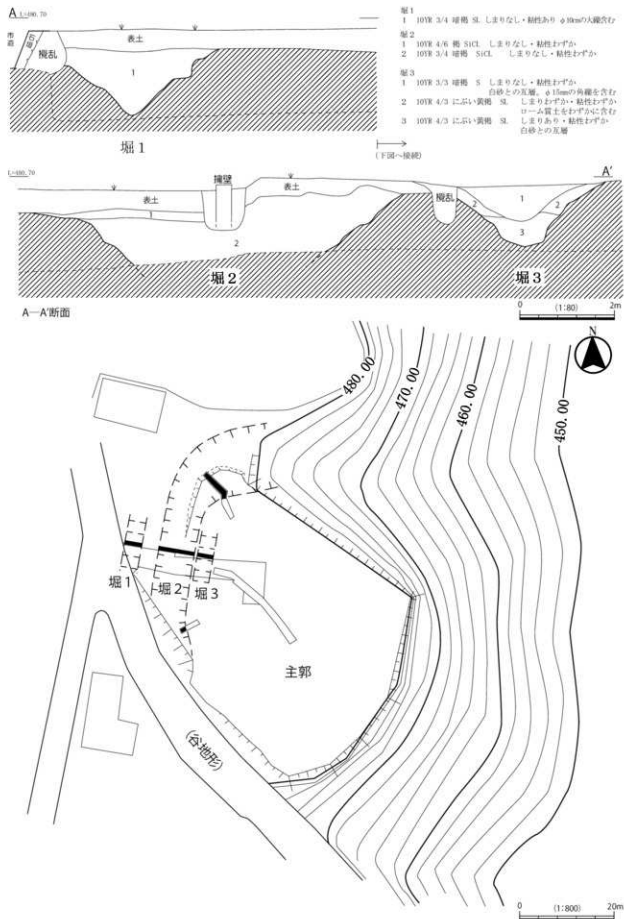 A L=480.70
市道
石垣
攪乱
表土
1
堀1
堀1
1 10YR 3/4 暗褐 SL しまりなし・粘性あり φ10cmの大礫含む
堀2
1 10YR 4/6 褐 SiCL しまりなし・粘性わずか
2 10YR 3/4 暗褐 SiCL しまりなし・粘性わずか
堀3
1 10YR 3/3 暗褐 S しまりなし・粘性わずか
白砂との互層。φ15mmの角礫を含む
2 10YR 4/3 にぶい黄褐 SL しまりわずか・粘性わずか
ローム質土をわずかに含む
3 10YR 4/3 にぶい黄褐 SL しまりあり・粘性わずか
白砂との互層
(下図へ接続)
L=480.70
A'
表土
擁壁
表土
攪乱
1
2
2
1
2
3
堀2
堀3
A―A'断面
0 (1:80) 2m
N
480.00
470.00
460.00
450.00
堀1
堀2
堀3
主郭
(谷地形)
0 (1:800) 20m